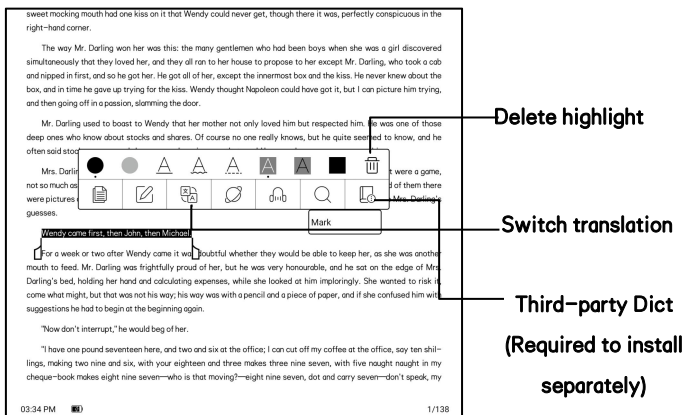 sweet mocking mouth had one kiss on it that Wendy could never get, though there it was, perfectly conspicuous in the
right-hand corner.
The way Mr. Darling won her was this: the many gentlemen who had been boys when she was a girl discovered
simultaneously that they loved her, and they all ran to her house to propose to her except Mr. Darling, who took a cab
and nipped in first, and so he got her. He got all of her, except the innermost box and the kiss. He never knew about the
box, and in time he gave up trying for the kiss. Wendy thought Napoleon could have got it, but I can picture him trying,
and then going off in a passion, slamming the door.
Mr. Darling used to boast to Wendy that her mother not only loved him but respected him. He was one of those
deep ones who know about stocks and shares. Of course no one really knows, but he quite seemed to know, and he
often said stoc
Delete highlight
Mrs. Darlin
t were a game,
not so much as
d of them there
were pictures
Mrs. Darling's
guesses.
Mark
Switch translation
Wendy came first, then John, then Michael.
For a week or two after Wendy came it was doubtful whether they would be able to keep her, as she was another
mouth to feed. Mr. Darling was frightfully proud of her, but he was very honourable, and he sat on the edge of Mrs.
Darling's bed, holding her hand and calculating expenses, while she looked at him imploringly. She wanted to risk it,
come what might, but that was not his way; his way was with a pencil and a piece of paper, and if she confused him with
suggestions he had to begin at the beginning again.
Third-party Dict
(Required to install
separately)
"Now don't interrupt," he would beg of her.
"I have one pound seventeen here, and two and six at the office; I can cut off my coffee at the office, say ten shil-
lings, making two nine and six, with your eighteen and three makes three nine seven, with five naught naught in my
cheque-book makes eight nine seven—who is that moving?—eight nine seven, dot and carry seven—don't speak, my
03:34 PM
1/138